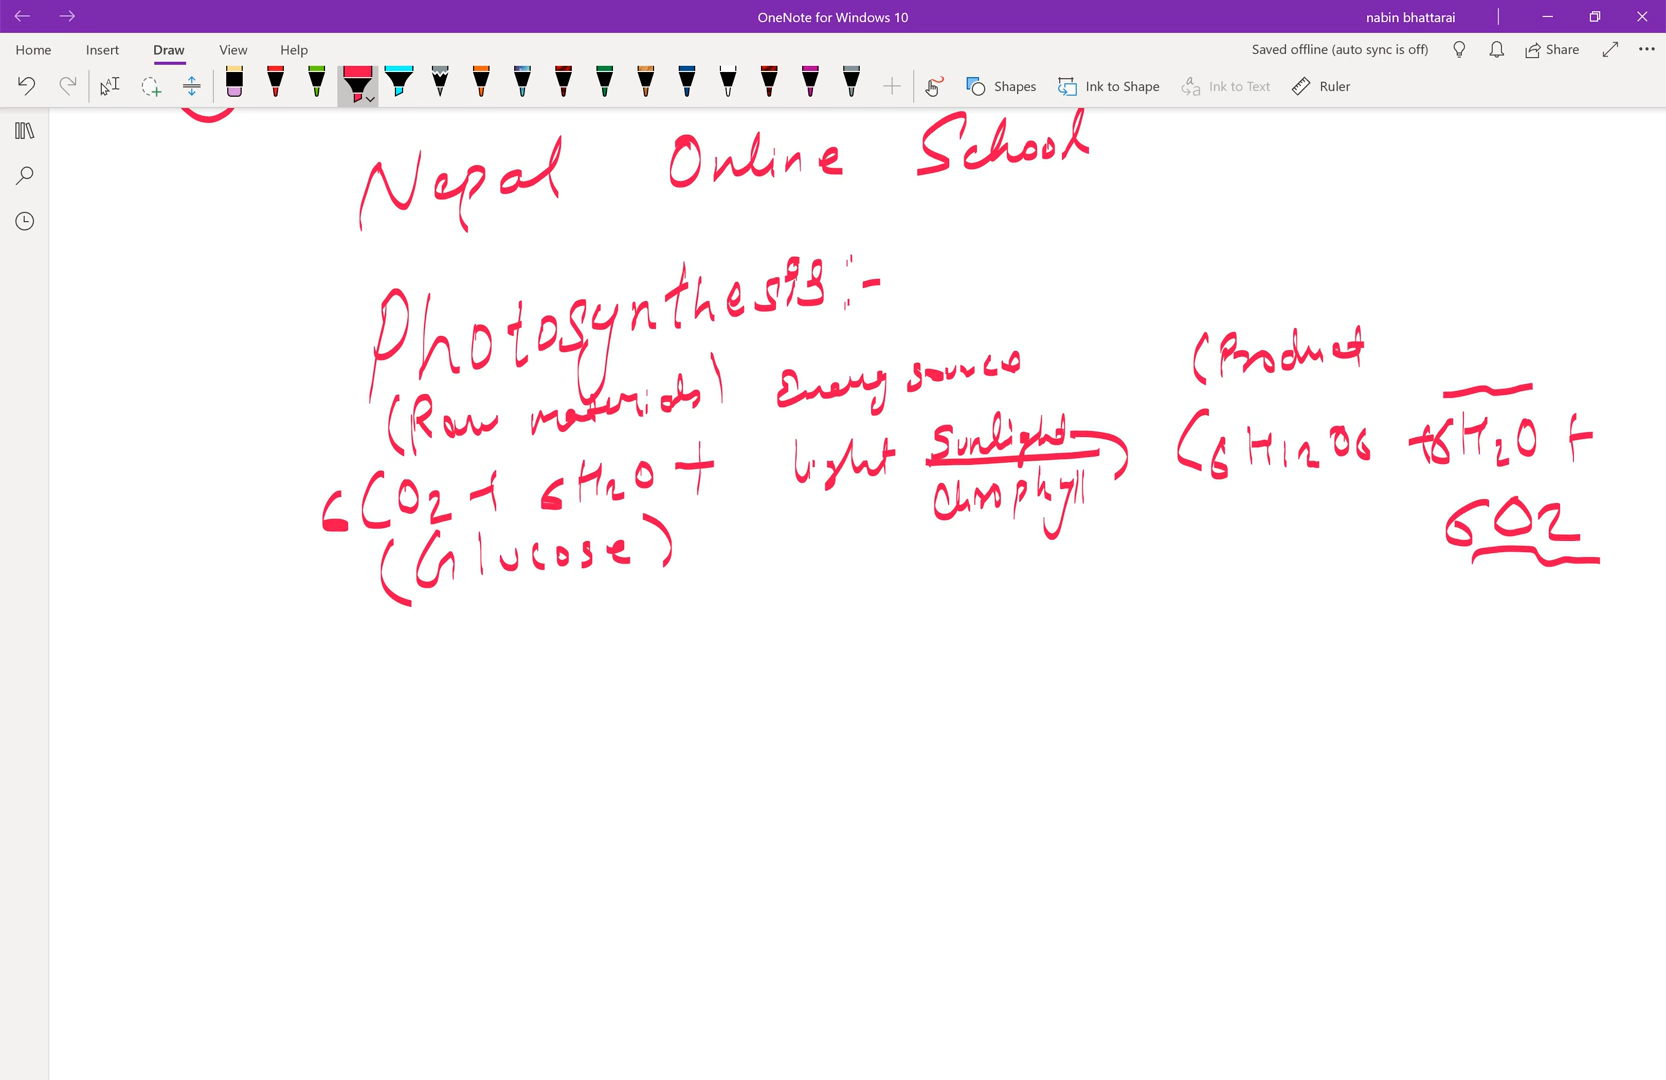 OneNote for Windows 10
nabin bhattarai
Home Insert Draw View Help
Saved offline (auto sync is off) Share
Shapes Ink to Shape Ink to Text Ruler
Nepal Online School
Photosynthesis :-
(Raw materials) Energy source (Product
6CO2 + 6H2O + light Sunlight C6H12O6 +6H2O +
Chrophyll 6O2
(Glucose)